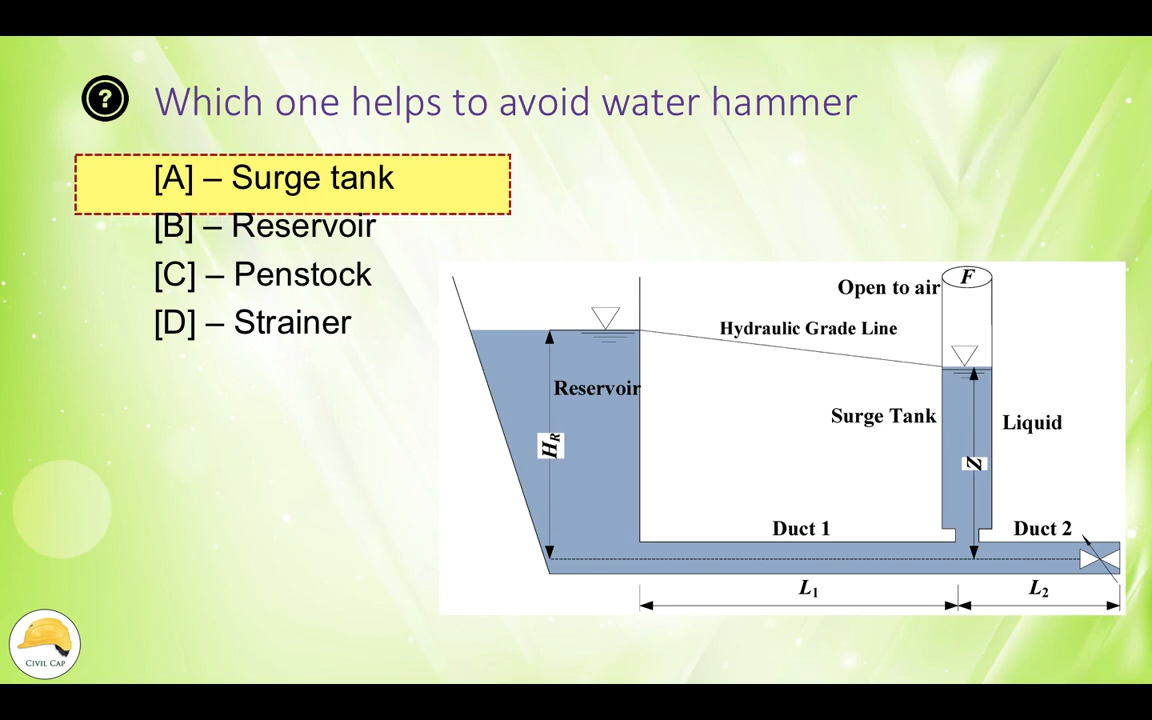 ?
Which one helps to avoid water hammer
[A] – Surge tank
[B] – Reservoir
[C] – Penstock
[D] – Strainer
F
Open to air
Hydraulic Grade Line
Reservoir
Surge Tank
Liquid
H_R
Z
Duct 1
Duct 2
L₁
L₂
CIVIL CAP